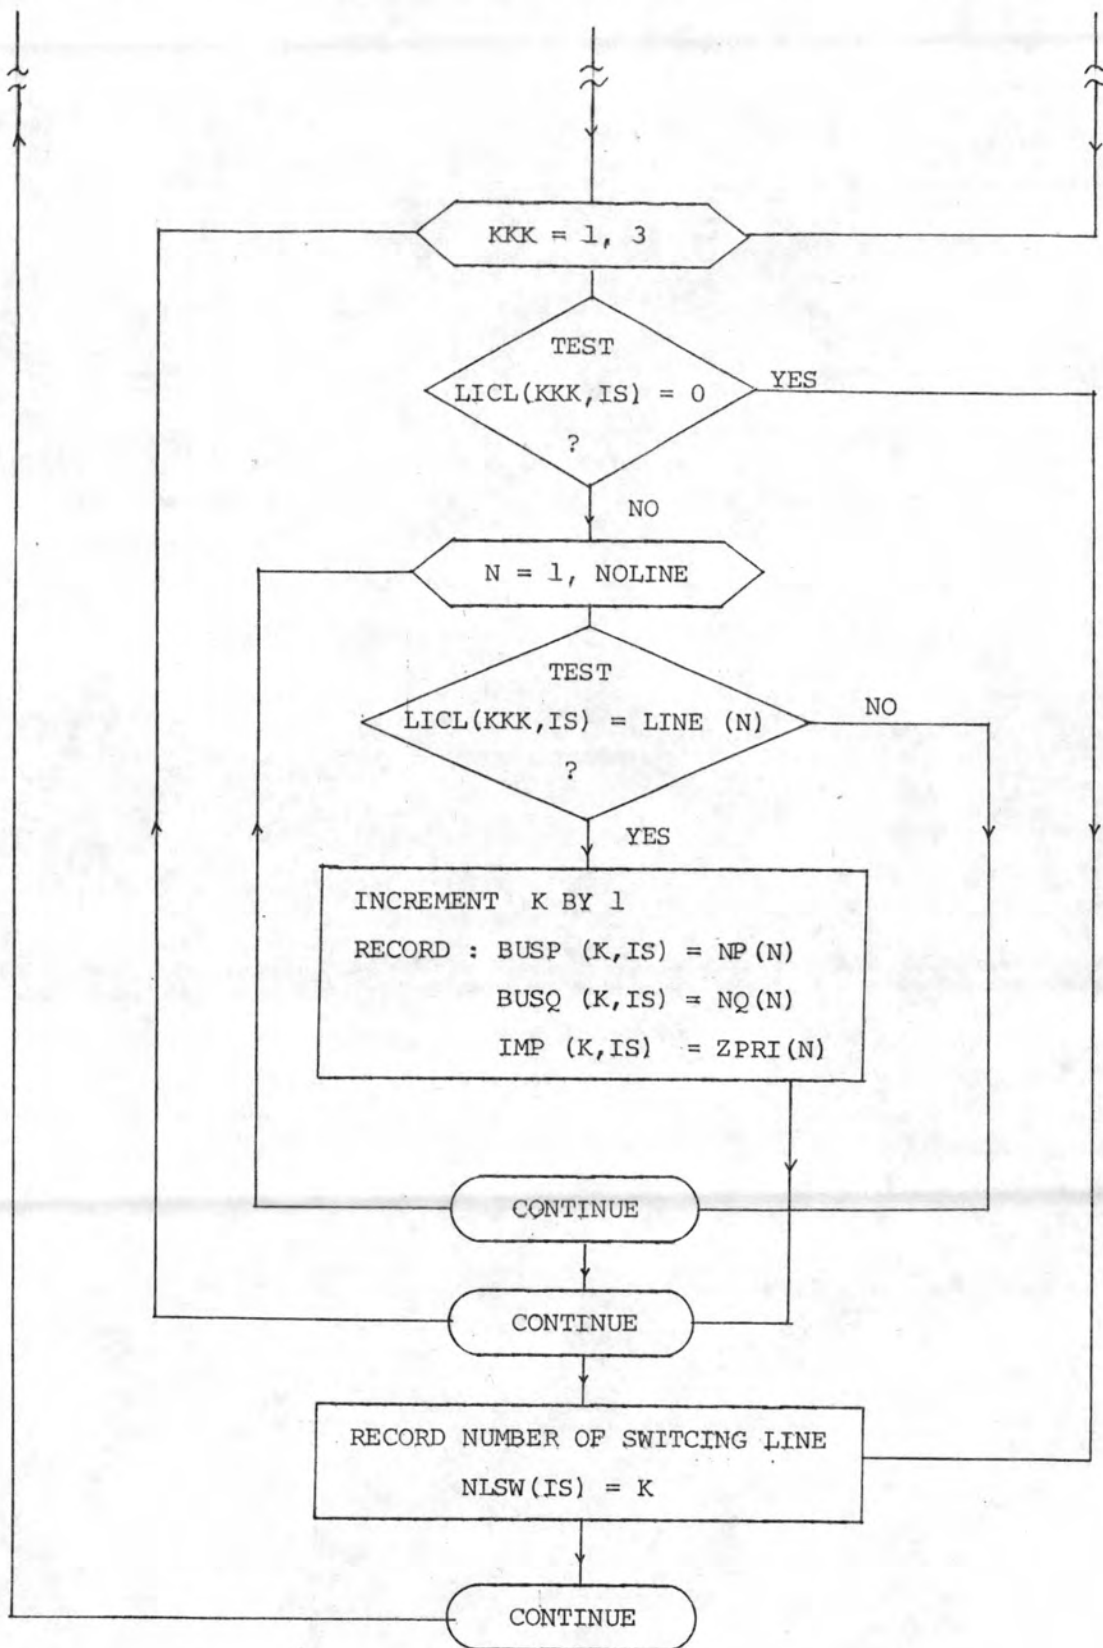 KKK = 1, 3
TEST
LICL(KKK,IS) = 0
?
YES
NO
N = 1, NOLINE
TEST
LICL(KKK,IS) = LINE (N)
?
NO
YES
INCREMENT K BY 1
RECORD : BUSP (K,IS) = NP(N)
BUSQ (K,IS) = NQ(N)
IMP (K,IS) = ZPRI(N)
CONTINUE
CONTINUE
RECORD NUMBER OF SWITCING LINE
NLSW(IS) = K
CONTINUE